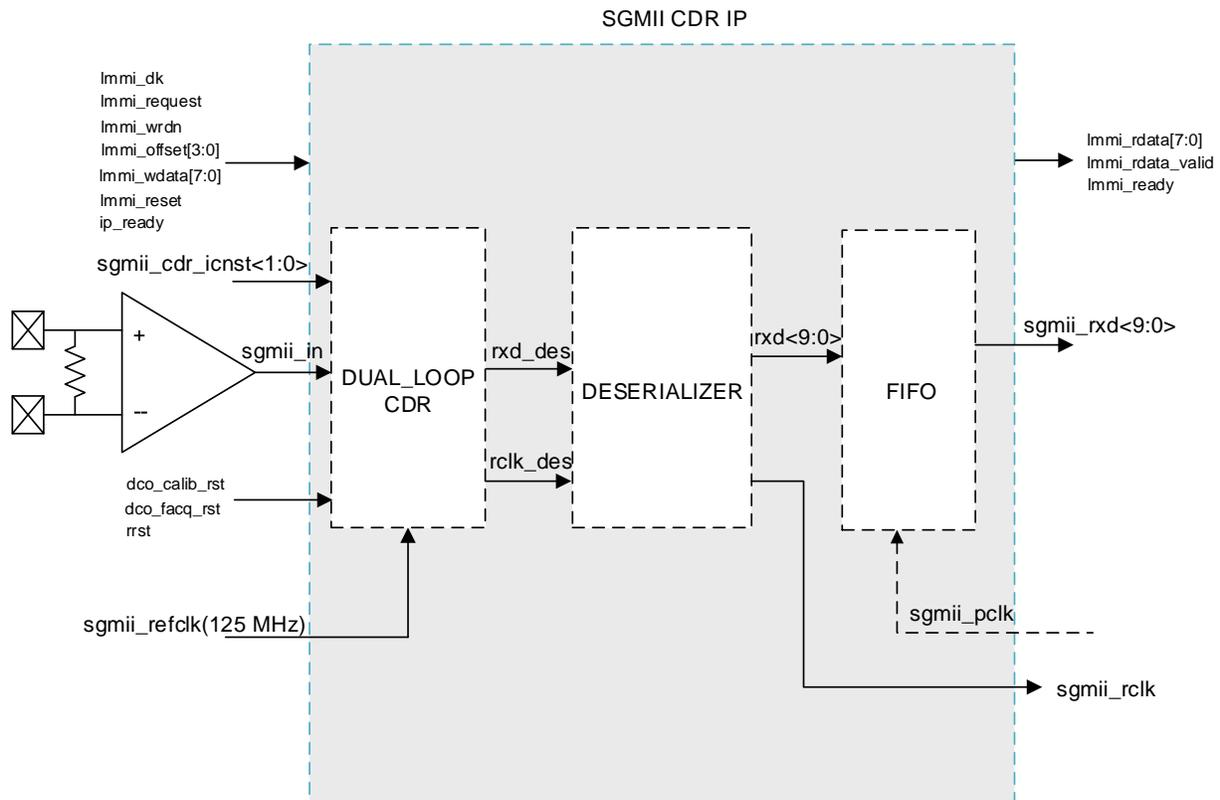 SGMII CDR IP
lmmi_clk
lmmi_request
lmmi_wrdn
lmmi_offset[3:0]
lmmi_wdata[7:0]
lmmi_reset
ip_ready
lmmi_rdata[7:0]
lmmi_rdata_valid
lmmi_ready
sgmii_cdr_icnst<1:0>
+
--
sgmii_in
DUAL_LOOP
CDR
rxd_des
rclk_des
DESERIALIZER
rxd<9:0>
FIFO
sgmii_rxd<9:0>
dco_calib_rst
dco_facq_rst
rrst
sgmii_refclk(125 MHz)
sgmii_pclk
sgmii_rclk